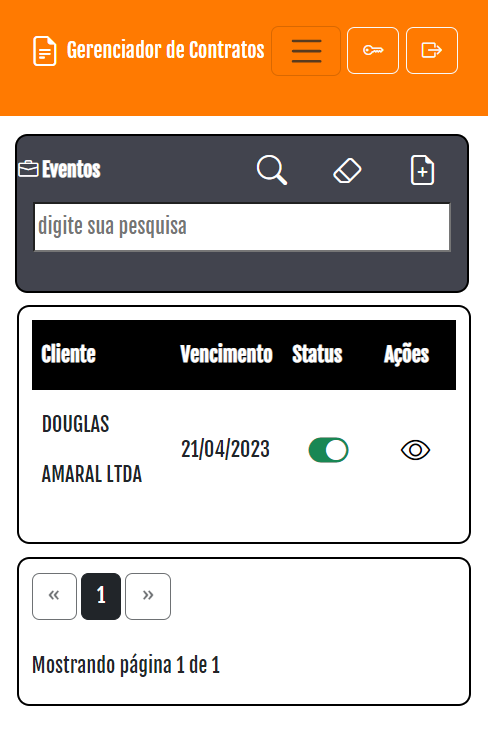 Gerenciador de Contratos
Eventos
digite sua pesquisa
Cliente Vencimento Status Ações
DOUGLAS
AMARAL LTDA
21/04/2023
« 1 »
Mostrando página 1 de 1